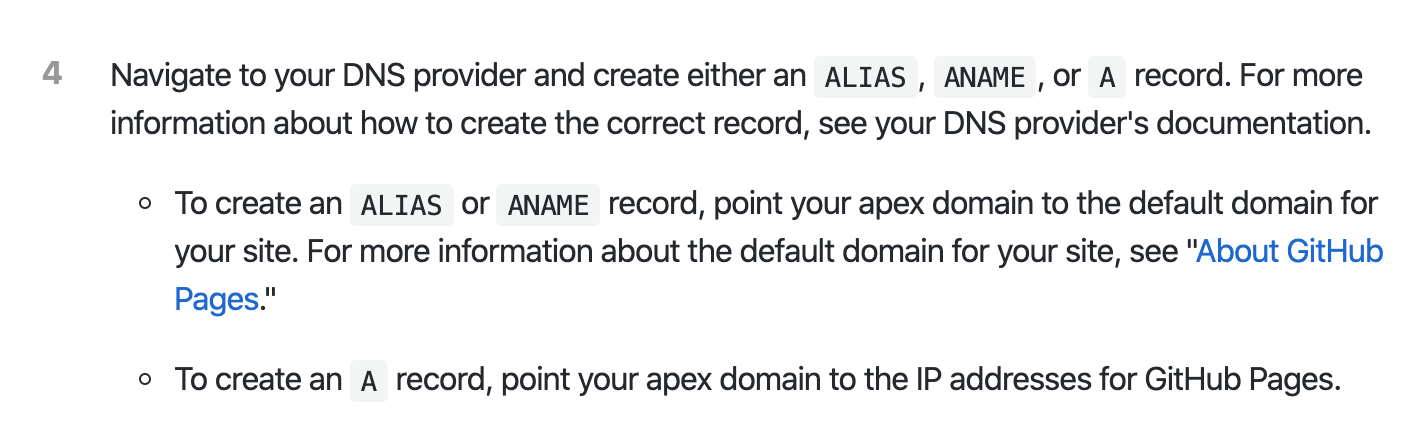 4 Navigate to your DNS provider and create either an ALIAS, ANAME, or A record. For more
information about how to create the correct record, see your DNS provider's documentation.
To create an ALIAS or ANAME record, point your apex domain to the default domain for
your site. For more information about the default domain for your site, see "About GitHub
Pages."
To create an A record, point your apex domain to the IP addresses for GitHub Pages.